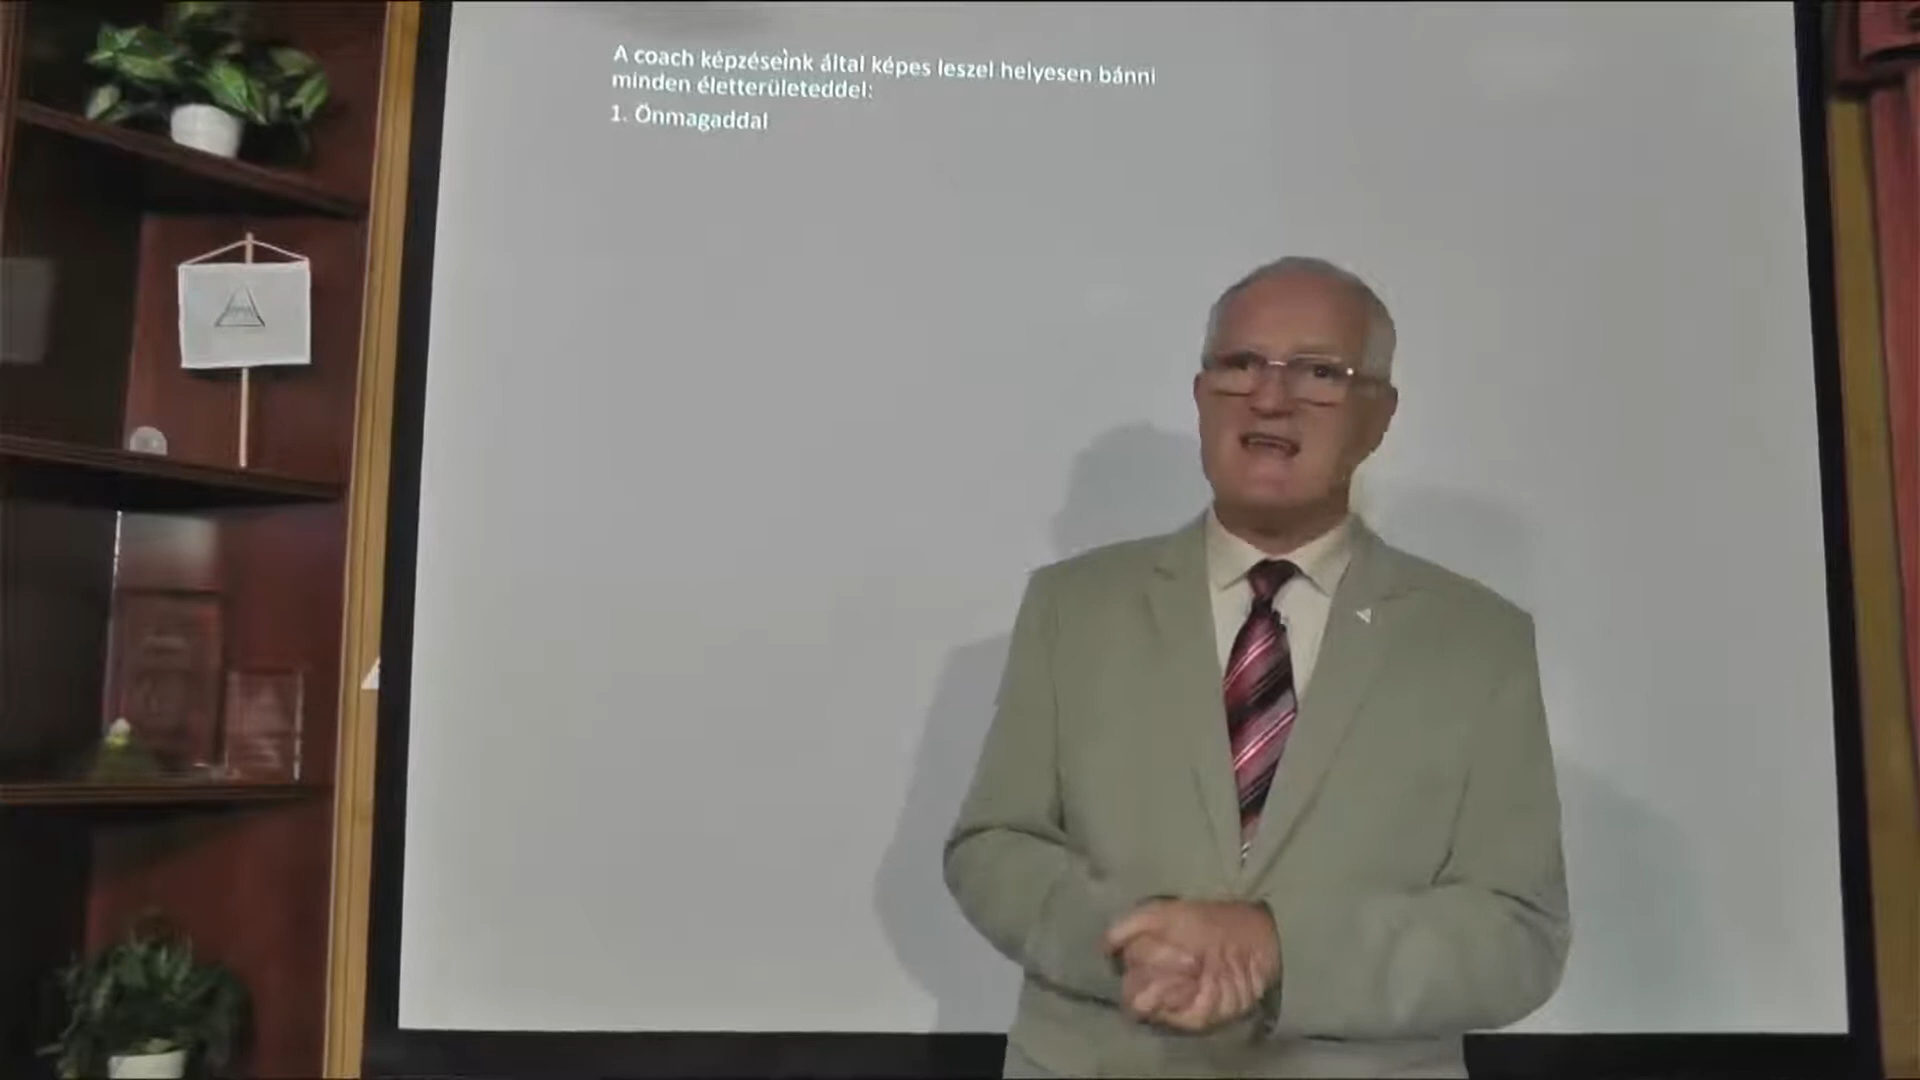 A coach képzéseink által képes leszel helyesen bánni
minden életterületeddel:
1. Önmagaddal